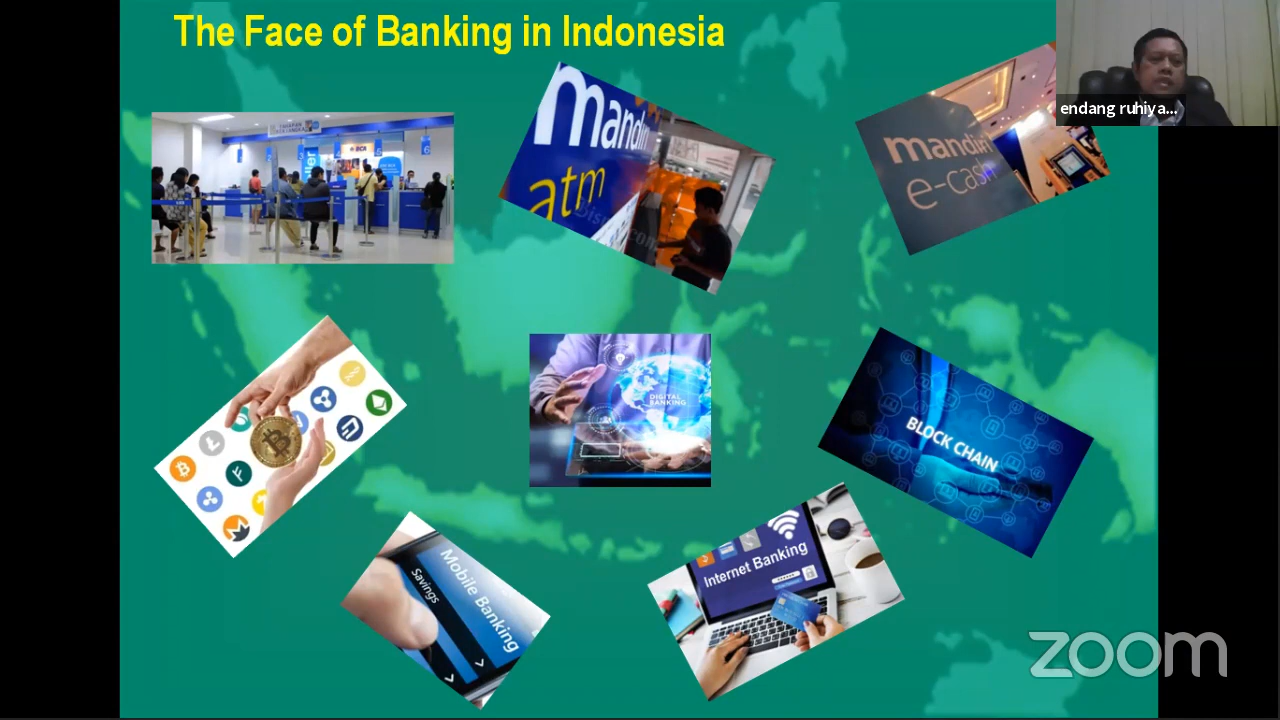 The Face of Banking in Indonesia
endang ruhiya...
BCA
mandiri
atm
mandiri
e-cash
DIGITAL
BANKING
BLOCK CHAIN
Mobile Banking
Savings
Internet Banking
zoom